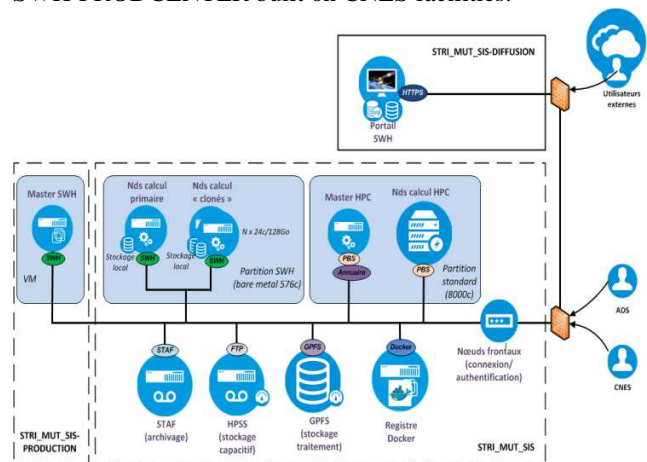 SWH PROD CENTER built on CNES facilities.
STRI_MUT_SIS-DIFFUSION
HTTPS
Portail
SWH
Utilisateurs
externes
Master SWH
SWH
VM
Nds calcul
primaire
Nds calcul
« clonés »
N x 24c/128Go
Stockage
local
SWH
Stockage
local
SWH
Partition SWH
(bare metal 576c)
Master HPC
PBS
Annuaire
Nds calcul HPC
PBS
Partition
standard
(8000c)
ADS
CNES
Nœuds frontaux
(connexion/
authentification)
STAF
STAF
(archivage)
FTP
HPSS
(stockage
capacitif)
GPFS
GPFS
(stockage
traitement)
Docker
Registre
Docker
STRI_MUT_SIS-
PRODUCTION
STRI_MUT_SIS